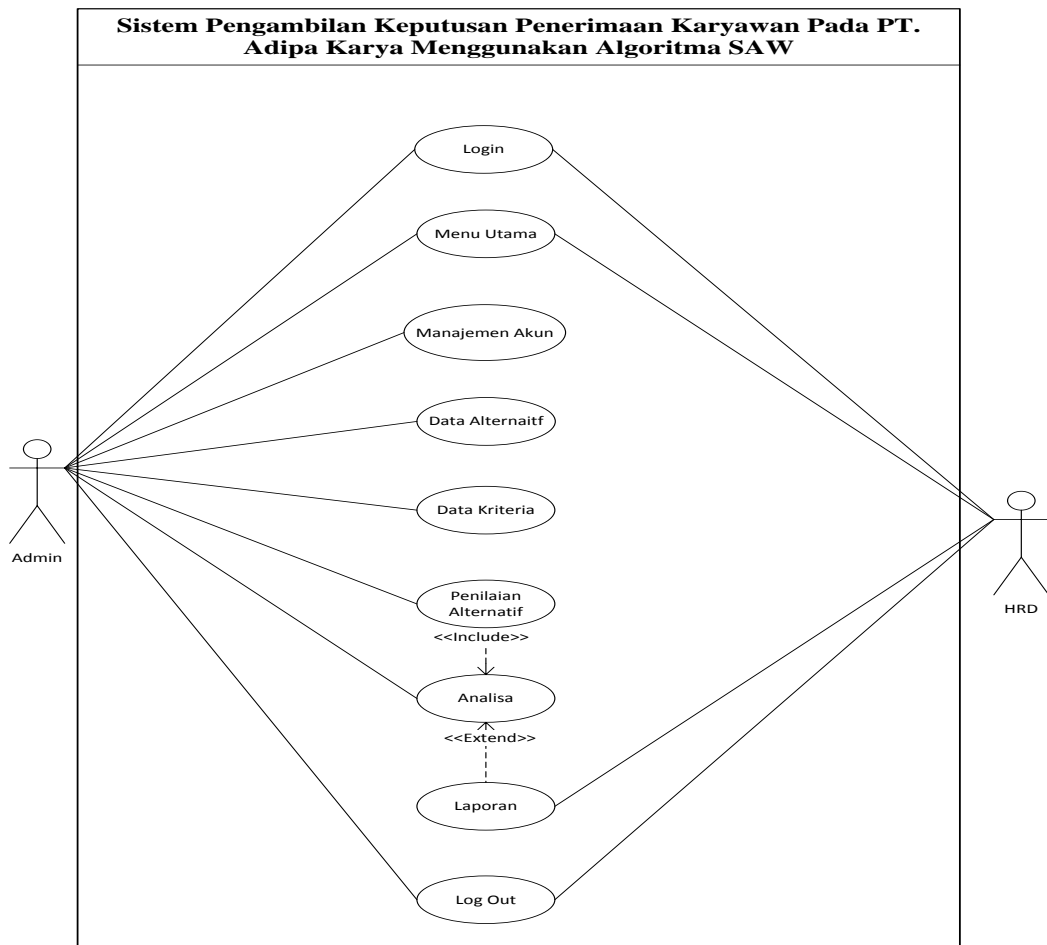 Sistem Pengambilan Keputusan Penerimaan Karyawan Pada PT.
Adipa Karya Menggunakan Algoritma SAW
Login
Menu Utama
Manajemen Akun
Data Alternaitf
Data Kriteria
Admin
HRD
Penilaian
Alternatif
<<Include>>
Analisa
<<Extend>>
Laporan
Log Out